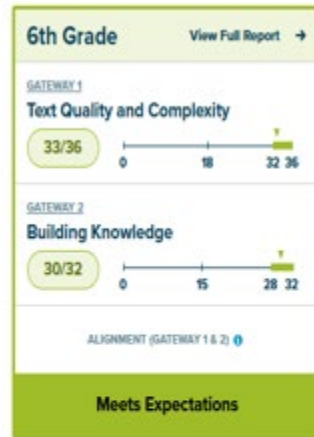 6th Grade View Full Report →
GATEWAY 1
Text Quality and Complexity
33/36
0 18 32 36
GATEWAY 2
Building Knowledge
30/32
0 15 28 32
ALIGNMENT (GATEWAY 1 & 2)
Meets Expectations